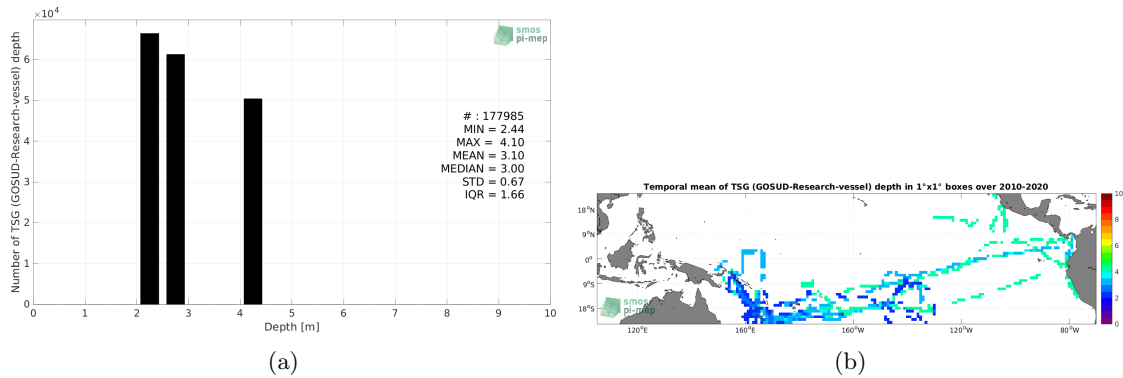 ×10⁴
Number of TSG (GOSUD-Research-vessel) depth
6
5
4
3
2
1
0
0 1 2 3 4 5 6 7 8 9 10
Depth [m]
smos
pi-mep
# : 177985
MIN = 2.44
MAX = 4.10
MEAN = 3.10
MEDIAN = 3.00
STD = 0.67
IQR = 1.66
(a)
Temporal mean of TSG (GOSUD-Research-vessel) depth in 1°x1° boxes over 2010-2020
18°N
9°N
0°
9°S
18°S
120°E 160°E 160°W 120°W 80°W
smos
pi-mep
10
8
6
4
2
0
(b)